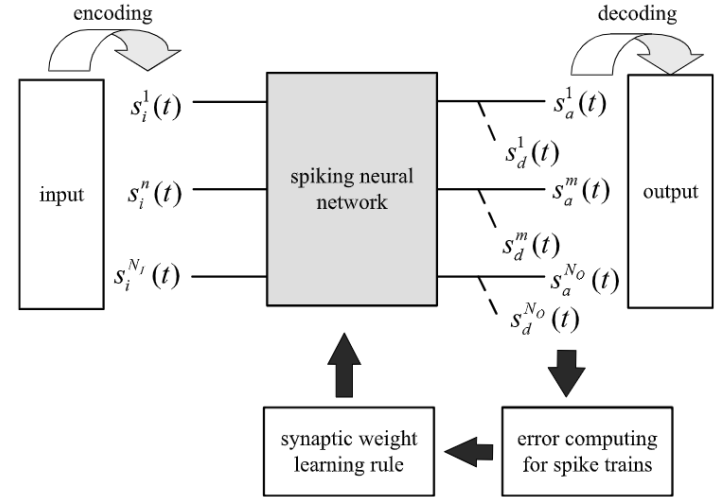 encoding
decoding
input
s_i^1(t)
s_i^n(t)
s_i^{N_I}(t)
spiking neural
network
s_a^1(t)
s_d^1(t)
s_a^m(t)
s_d^m(t)
s_a^{N_O}(t)
s_d^{N_O}(t)
output
synaptic weight
learning rule
error computing
for spike trains